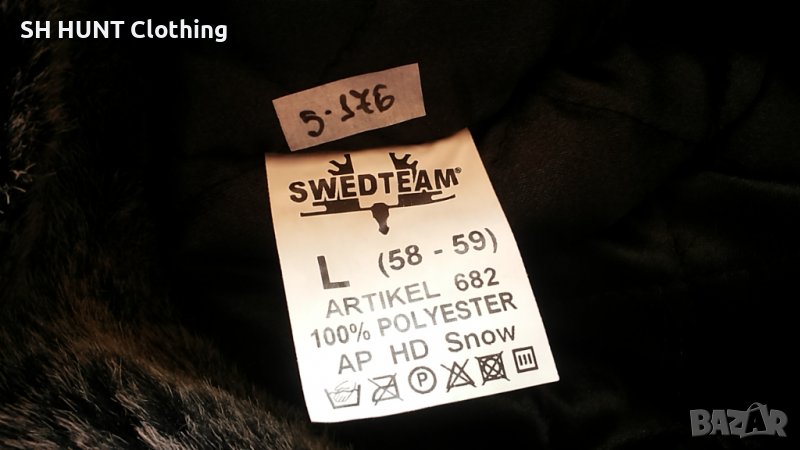 SH HUNT Clothing
S-176
SWEDTEAM®
L (58 - 59)
ARTIKEL 682
100% POLYESTER
AP HD Snow
P
BAZAR